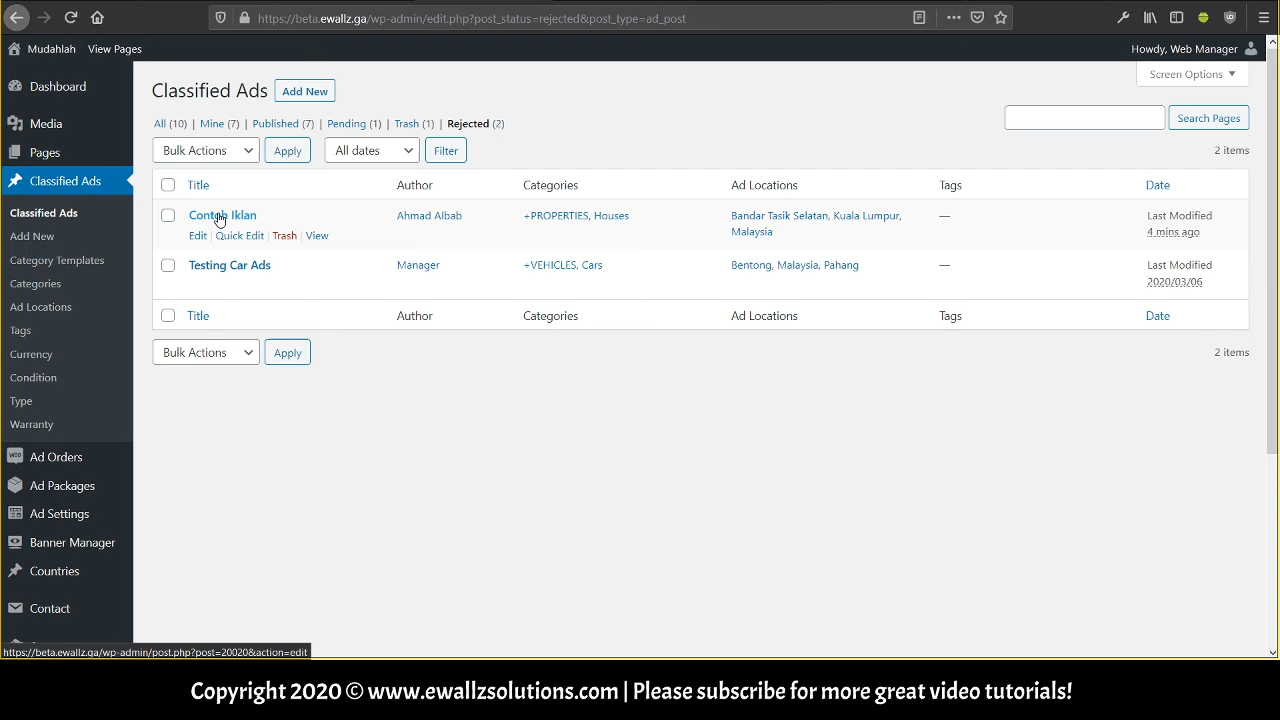 https://beta.ewallz.ga/wp-admin/edit.php?post_status=rejected&post_type=ad_post
Mudahlah View Pages Howdy, Web Manager
Screen Options
Dashboard
Media
Pages
Classified Ads
Classified Ads
Add New
Category Templates
Categories
Ad Locations
Tags
Currency
Condition
Type
Warranty
Ad Orders
Ad Packages
Ad Settings
Banner Manager
Countries
Contact
Classified Ads Add New
All (10) | Mine (7) | Published (7) | Pending (1) | Trash (1) | Rejected (2)
Search Pages
Bulk Actions Apply All dates Filter 2 items
Title Author Categories Ad Locations Tags Date
Contoh Iklan Ahmad Albab +PROPERTIES, Houses Bandar Tasik Selatan, Kuala Lumpur, — Last Modified
Malaysia 4 mins ago
Edit | Quick Edit | Trash | View
Testing Car Ads Manager +VEHICLES, Cars Bentong, Malaysia, Pahang — Last Modified
2020/03/06
Title Author Categories Ad Locations Tags Date
Bulk Actions Apply 2 items
https://beta.ewallz.ga/wp-admin/post.php?post=20020&action=edit
Copyright 2020 © www.ewallzsolutions.com | Please subscribe for more great video tutorials!